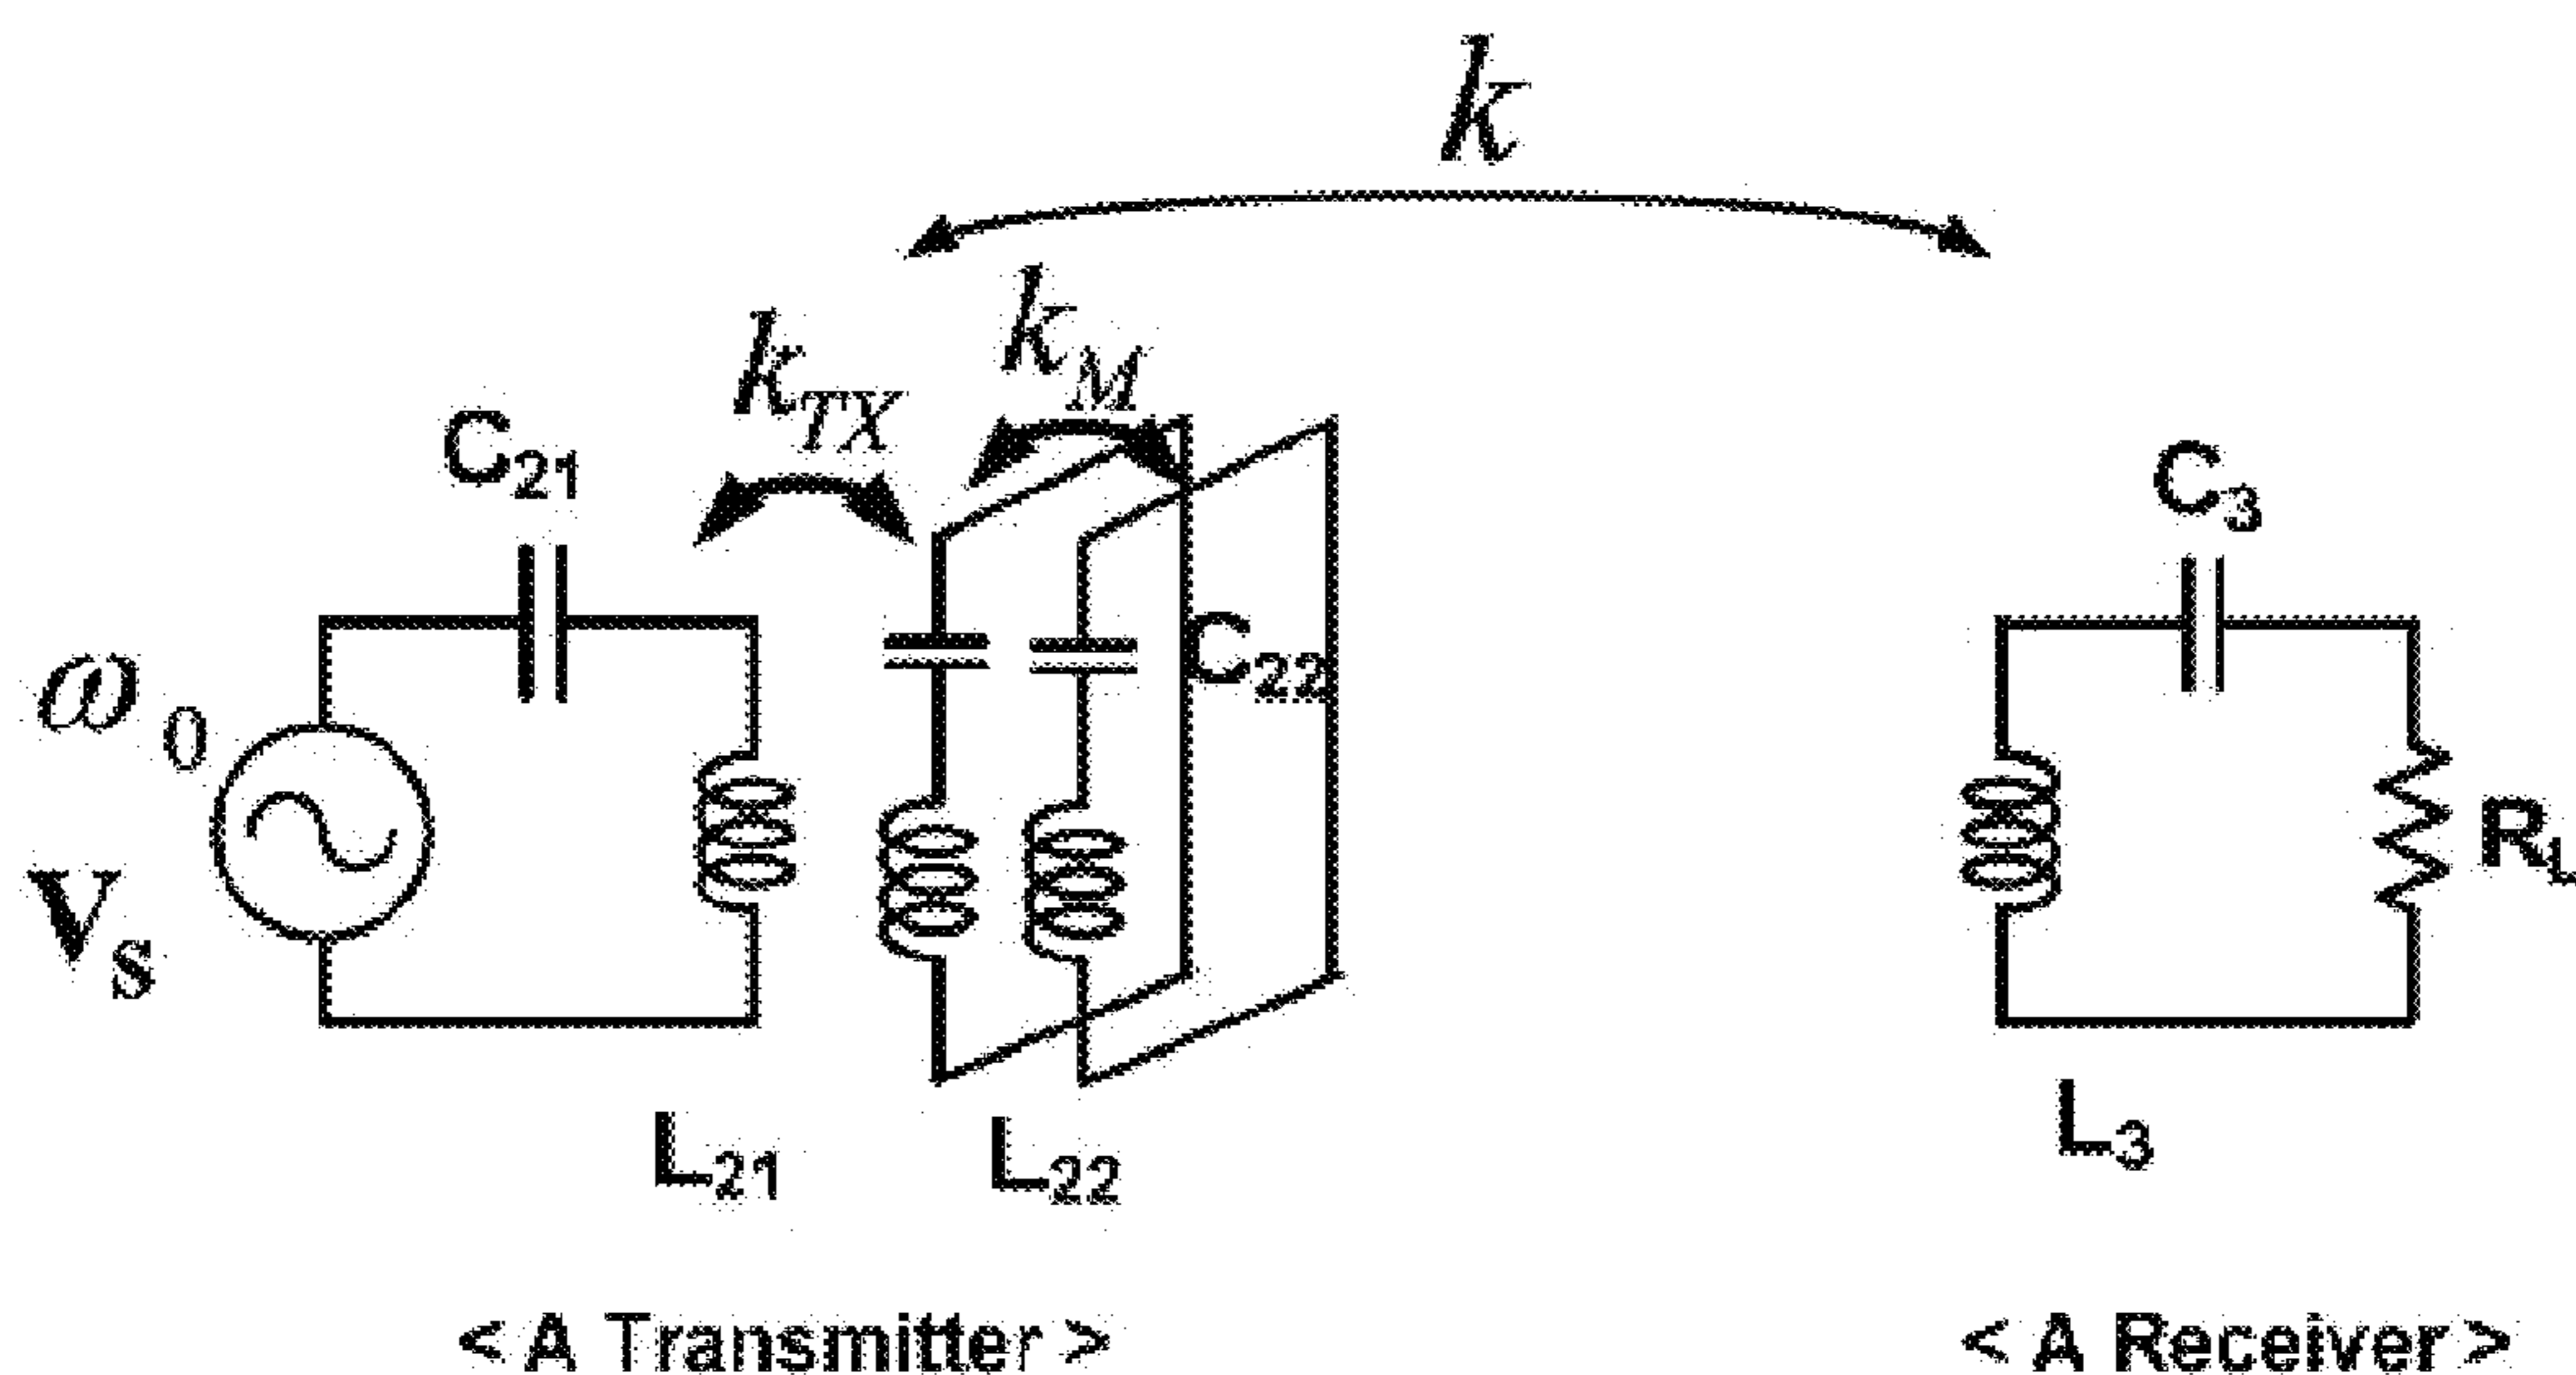 k
k_M
k_TX
C21
C3
C22
ω0
VS
RL
L21
L22
L3
< A Transmitter >
< A Receiver >